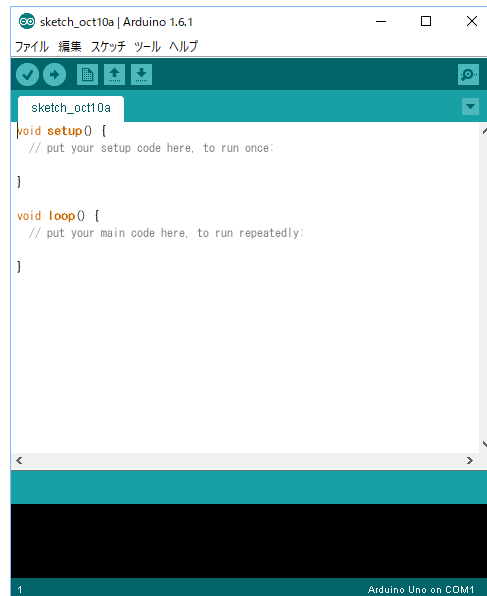 sketch_oct10a | Arduino 1.6.1
ファイル 編集 スケッチ ツール ヘルプ
sketch_oct10a
void setup() {
// put your setup code here, to run once:
}
void loop() {
// put your main code here, to run repeatedly:
}
1 Arduino Uno on COM1